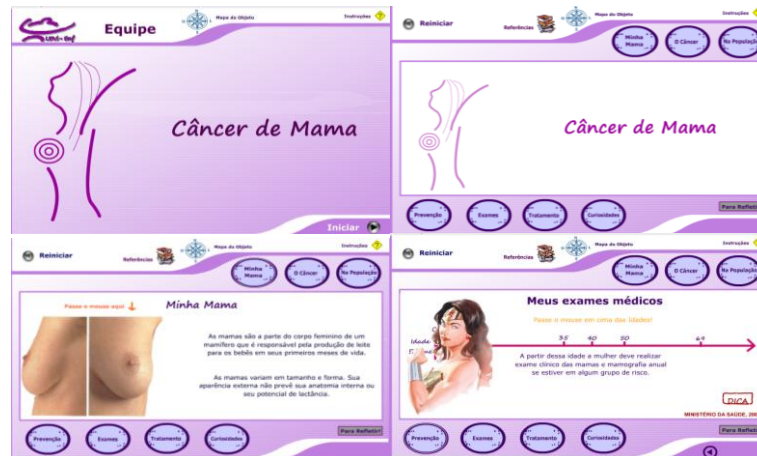 Equipe
Mapa do Objeto
Instruções
Câncer de Mama
Iniciar
Reiniciar
Referências
Mapa do Objeto
Instruções
Minha Mama
O Câncer
Na População
Câncer de Mama
Prevenção
Exames
Tratamento
Curiosidades
Para Refletir
Reiniciar
Referências
Mapa do Objeto
Instruções
Minha Mama
O Câncer
Na População
Passe o mouse aqui
Minha Mama
As mamas são a parte do corpo feminino de um
mamífero que é responsável pela produção de leite
para os bebês em seus primeiros meses de vida.
As mamas variam em tamanho e forma. Sua
aparência externa não prevê sua anatomia interna ou
seu potencial de lactância.
Prevenção
Exames
Tratamento
Curiosidades
Para Refletir
Reiniciar
Referências
Mapa do Objeto
Instruções
Minha Mama
O Câncer
Na População
Meus exames médicos
Passe o mouse em cima das idades!
Idade
35 40 50 69
A partir dessa idade a mulher deve realizar
exame clínico das mamas e mamografia anual
se estiver em algum grupo de risco.
DICA
MINISTÉRIO DA SAÚDE, 200
Prevenção
Exames
Tratamento
Curiosidades
Para Refletir